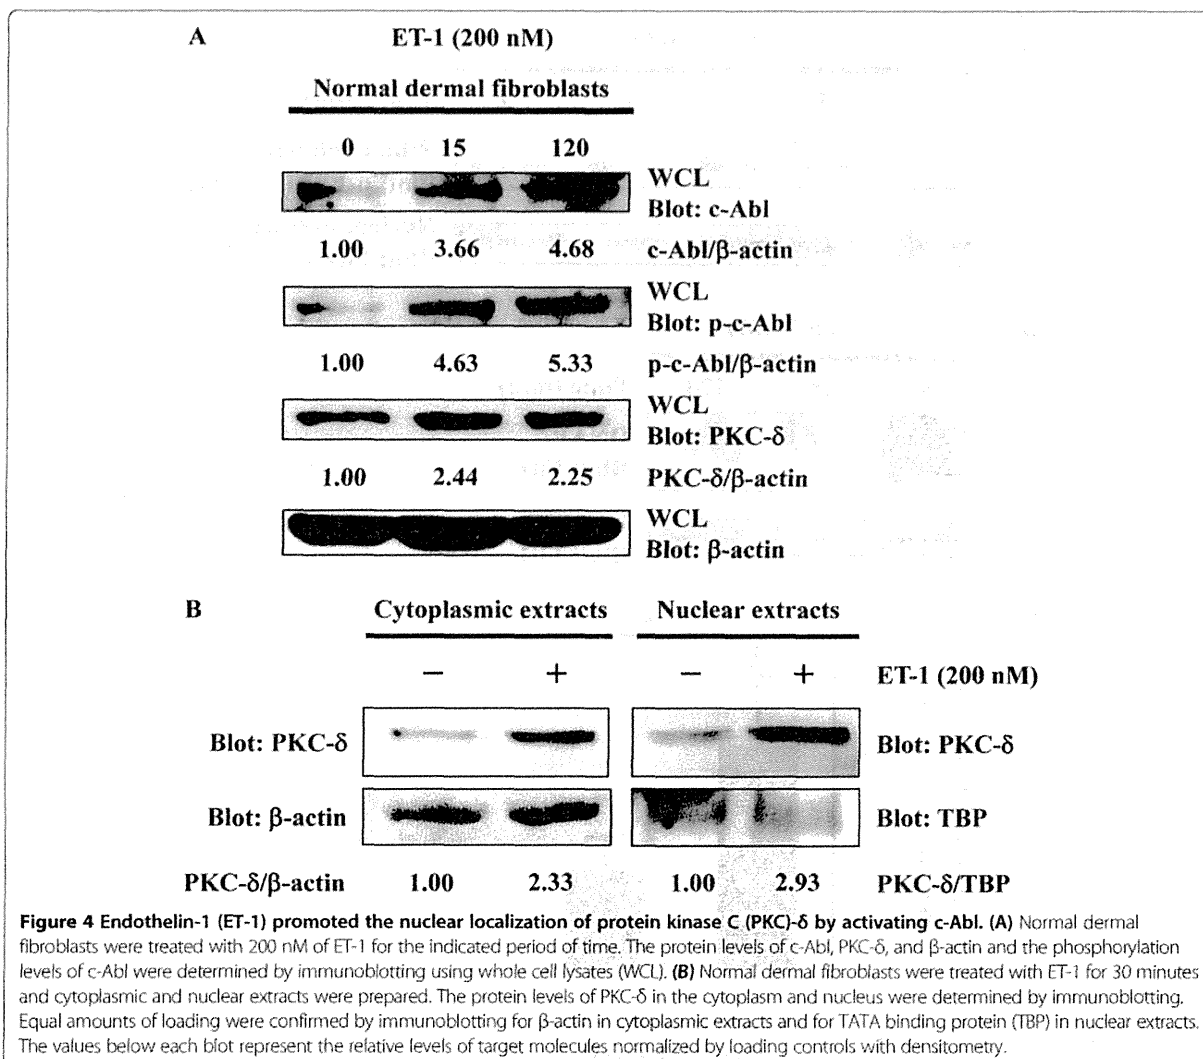 A
ET-1 (200 nM)
Normal dermal fibroblasts
0 15 120
WCL
Blot: c-Abl
1.00 3.66 4.68 c-Abl/β-actin
WCL
Blot: p-c-Abl
1.00 4.63 5.33 p-c-Abl/β-actin
WCL
Blot: PKC-δ
1.00 2.44 2.25 PKC-δ/β-actin
WCL
Blot: β-actin
B
Cytoplasmic extracts Nuclear extracts
− + − + ET-1 (200 nM)
Blot: PKC-δ Blot: PKC-δ
Blot: β-actin Blot: TBP
PKC-δ/β-actin 1.00 2.33 1.00 2.93 PKC-δ/TBP
Figure 4 Endothelin-1 (ET-1) promoted the nuclear localization of protein kinase C (PKC)-δ by activating c-Abl. (A) Normal dermal
fibroblasts were treated with 200 nM of ET-1 for the indicated period of time. The protein levels of c-Abl, PKC-δ, and β-actin and the phosphorylation
levels of c-Abl were determined by immunoblotting using whole cell lysates (WCL). (B) Normal dermal fibroblasts were treated with ET-1 for 30 minutes
and cytoplasmic and nuclear extracts were prepared. The protein levels of PKC-δ in the cytoplasm and nucleus were determined by immunoblotting.
Equal amounts of loading were confirmed by immunoblotting for β-actin in cytoplasmic extracts and for TATA binding protein (TBP) in nuclear extracts.
The values below each blot represent the relative levels of target molecules normalized by loading controls with densitometry.